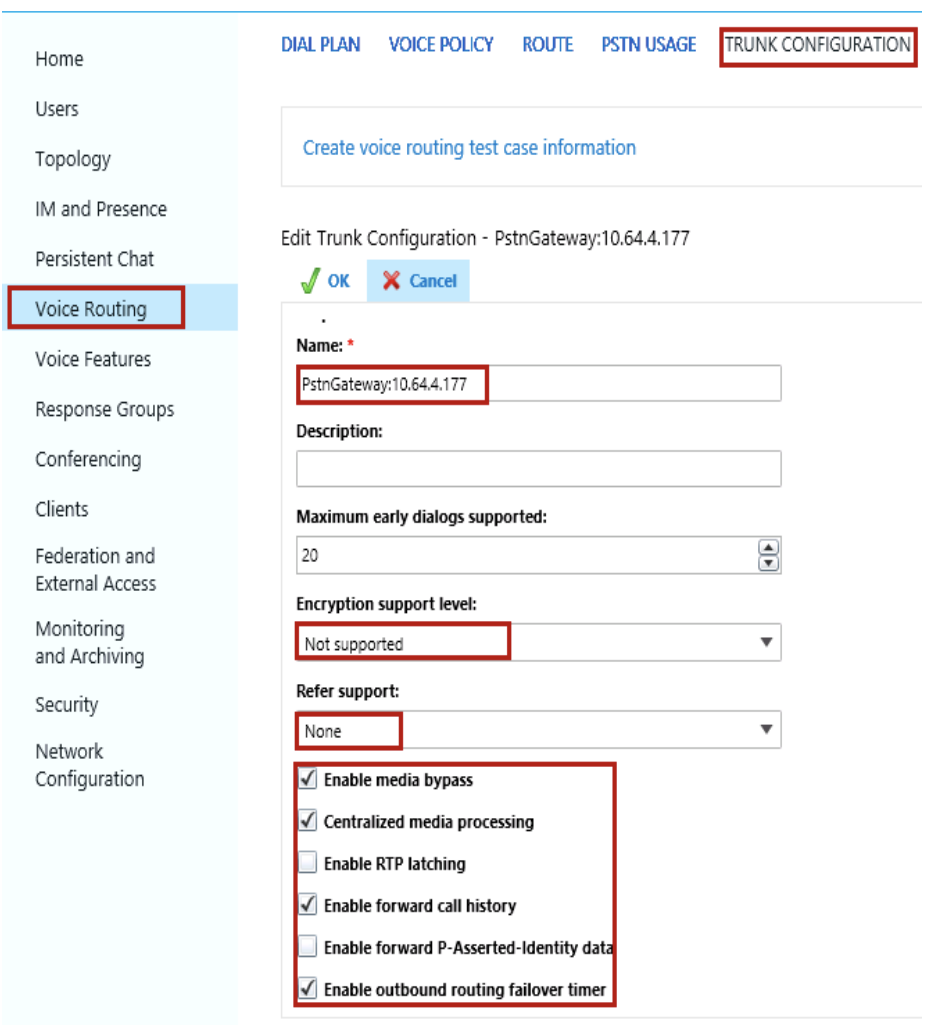 DIAL PLAN VOICE POLICY ROUTE PSTN USAGE TRUNK CONFIGURATION
Home
Users
Topology
IM and Presence
Persistent Chat
Voice Routing
Voice Features
Response Groups
Conferencing
Clients
Federation and
External Access
Monitoring
and Archiving
Security
Network
Configuration
Create voice routing test case information
Edit Trunk Configuration - PstnGateway:10.64.4.177
OK Cancel
Name: *
PstnGateway:10.64.4.177
Description:
Maximum early dialogs supported:
20
Encryption support level:
Not supported
Refer support:
None
Enable media bypass
Centralized media processing
Enable RTP latching
Enable forward call history
Enable forward P-Asserted-Identity data
Enable outbound routing failover timer